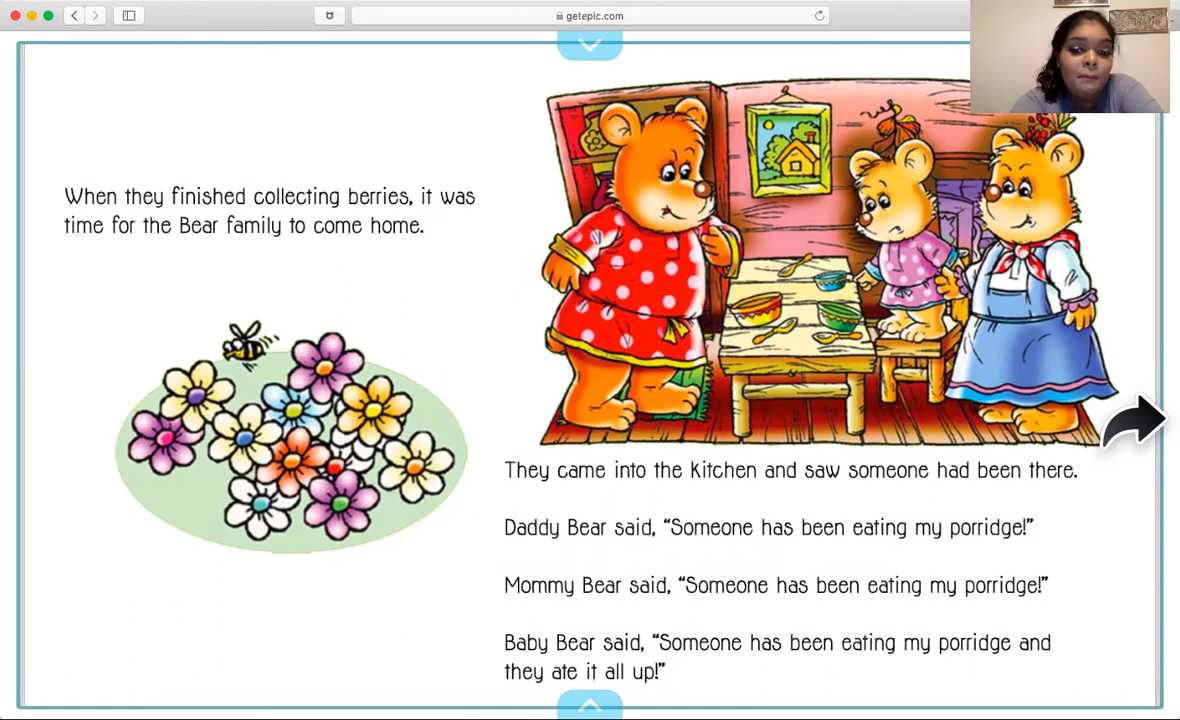 getepic.com
When they finished collecting berries, it was
time for the Bear family to come home.
They came into the kitchen and saw someone had been there.
Daddy Bear said, “Someone has been eating my porridge!”
Mommy Bear said, “Someone has been eating my porridge!”
Baby Bear said, “Someone has been eating my porridge and
they ate it all up!”